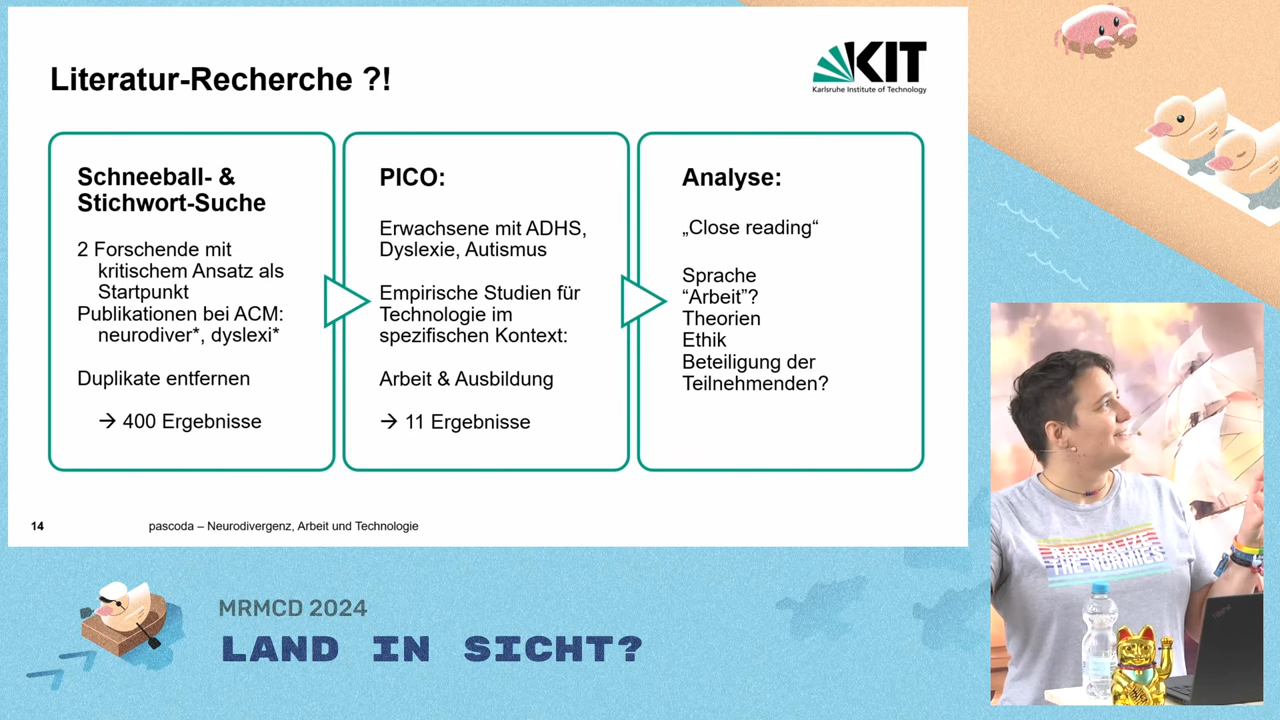 Literatur-Recherche ?!
KIT
Karlsruhe Institute of Technology
Schneeball- &
Stichwort-Suche
2 Forschende mit
kritischem Ansatz als
Startpunkt
Publikationen bei ACM:
neurodiver*, dyslexi*
Duplikate entfernen
→ 400 Ergebnisse
PICO:
Erwachsene mit ADHS,
Dyslexie, Autismus
Empirische Studien für
Technologie im
spezifischen Kontext:
Arbeit & Ausbildung
→ 11 Ergebnisse
Analyse:
„Close reading“
Sprache
“Arbeit”?
Theorien
Ethik
Beteiligung der
Teilnehmenden?
14
pascoda – Neurodivergenz, Arbeit und Technologie
RADICALIZE
THE NORMIES
MRMCD 2024
LAND IN SICHT?